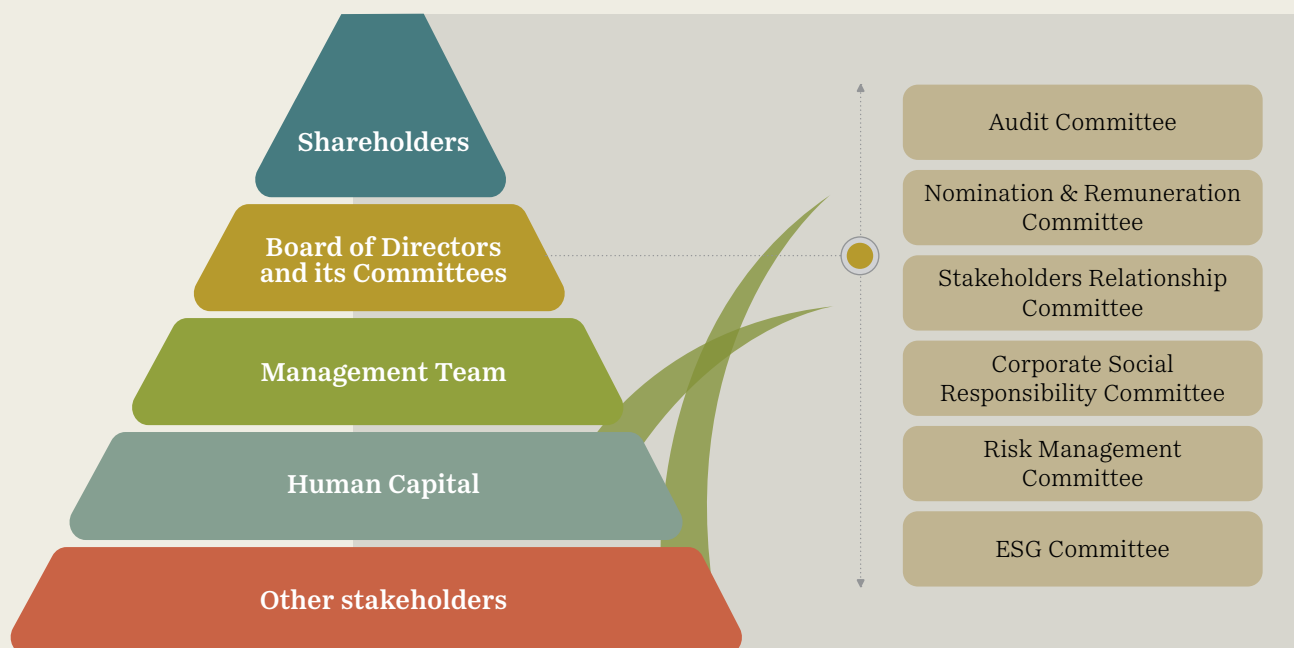 Shareholders
Board of Directors
and its Committees
Management Team
Human Capital
Other stakeholders
Audit Committee
Nomination & Remuneration
Committee
Stakeholders Relationship
Committee
Corporate Social
Responsibility Committee
Risk Management
Committee
ESG Committee